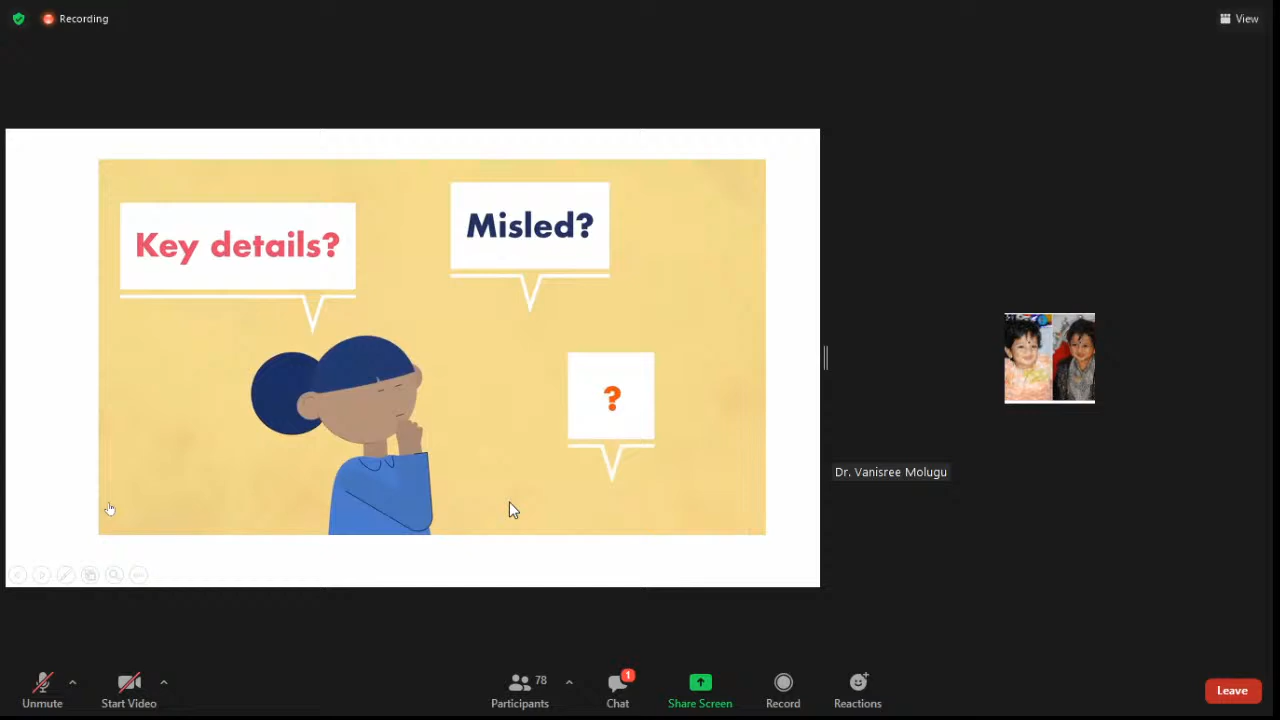 Recording
View
Key details?
Misled?
?
Dr. Vanisree Molugu
Unmute
Start Video
78
Participants
1
Chat
Share Screen
Record
Reactions
Leave